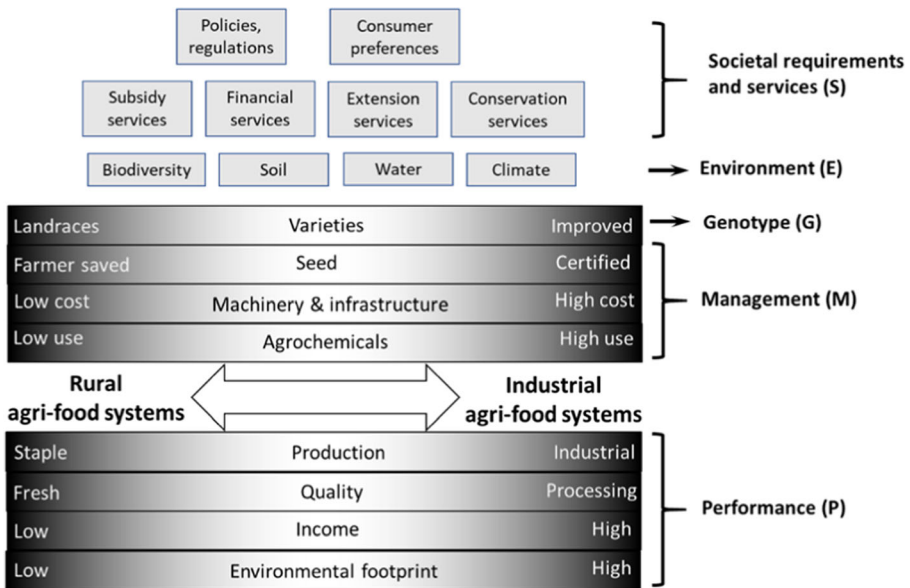 Policies,
regulations
Consumer
preferences
Societal requirements
and services (S)
Subsidy
services
Financial
services
Extension
services
Conservation
services
Biodiversity
Soil
Water
Climate
Environment (E)
Landraces Varieties Improved
Genotype (G)
Farmer saved Seed Certified
Low cost Machinery & infrastructure High cost
Management (M)
Low use Agrochemicals High use
Rural
agri-food systems
Industrial
agri-food systems
Staple Production Industrial
Fresh Quality Processing
Performance (P)
Low Income High
Low Environmental footprint High